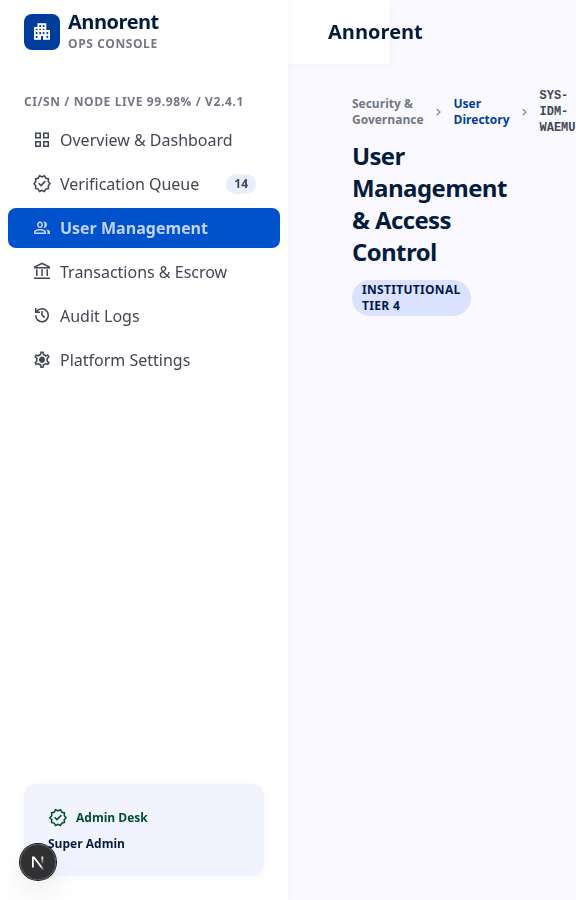 Annorent
OPS CONSOLE
CI/SN / NODE LIVE 99.98% / V2.4.1
Overview & Dashboard
Verification Queue 14
User Management
Transactions & Escrow
Audit Logs
Platform Settings
Admin Desk
Super Admin
N
Annorent
Security &
Governance
User
Directory
SYS-
IDM-
WAEMU
User
Management
& Access
Control
INSTITUTIONAL
TIER 4